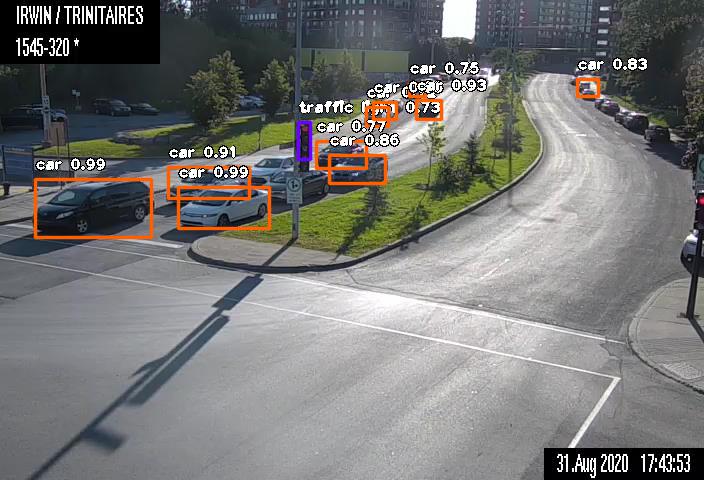 IRWIN / TRINITAIRES
1545-320 *
car 0.83
car 0.75
car 0.93
traffic
0.73
car 0.77
car 0.86
car 0.91
car 0.99
car 0.99
31.Aug 2020 17:43:53